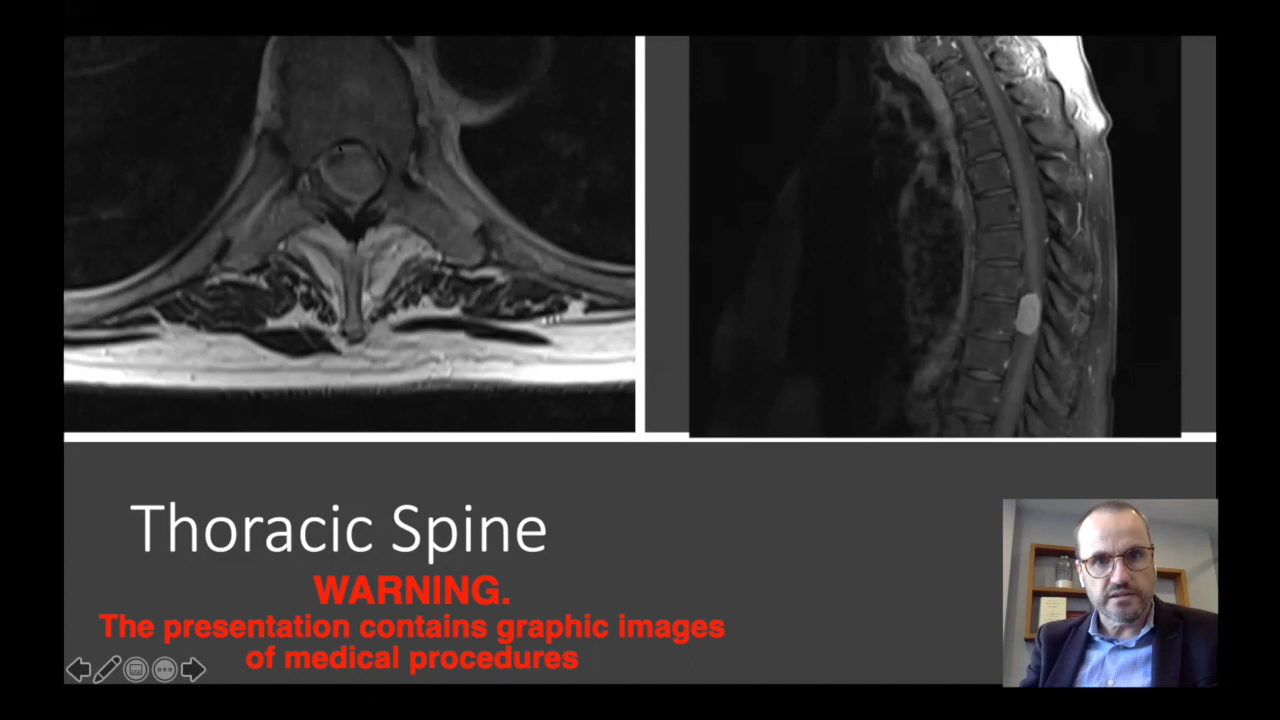 Thoracic Spine
WARNING.
The presentation contains graphic images
of medical procedures